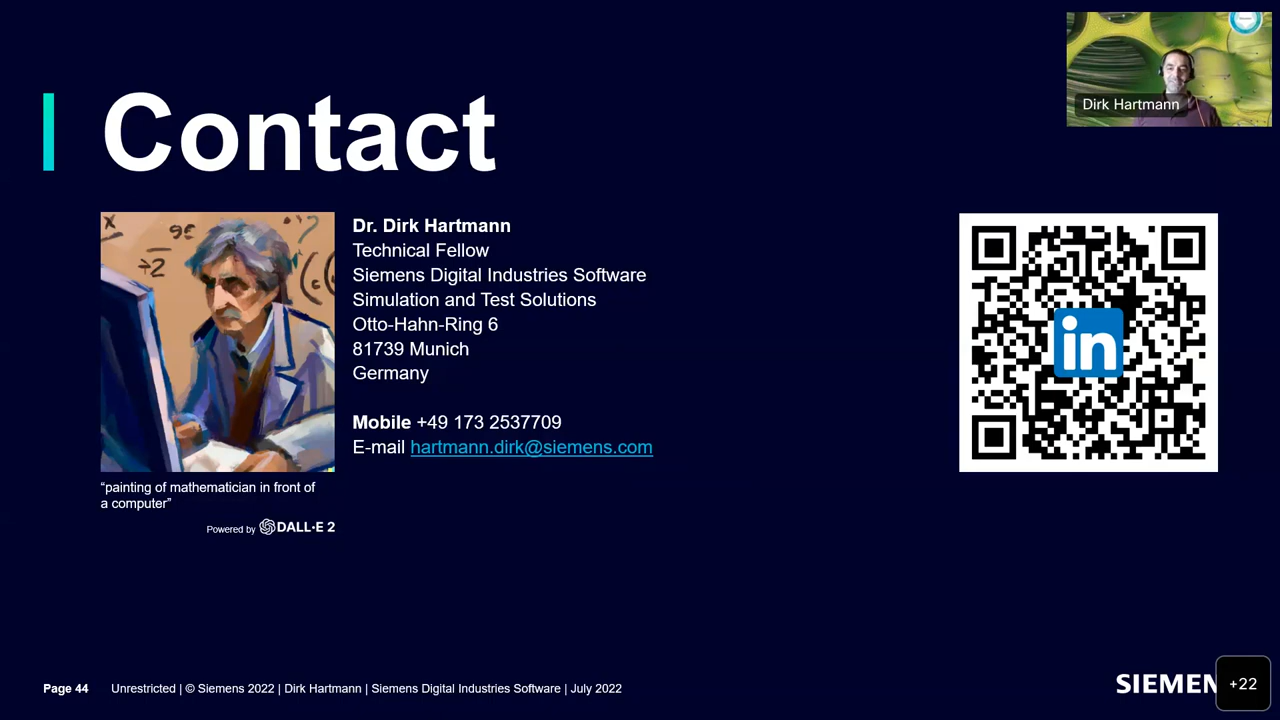 Contact
Dirk Hartmann
Dr. Dirk Hartmann
Technical Fellow
Siemens Digital Industries Software
Simulation and Test Solutions
Otto-Hahn-Ring 6
81739 Munich
Germany
Mobile +49 173 2537709
E-mail hartmann.dirk@siemens.com
in
“painting of mathematician in front of
a computer”
Powered by DALL·E 2
Page 44 Unrestricted | © Siemens 2022 | Dirk Hartmann | Siemens Digital Industries Software | July 2022
SIEMEN
+22